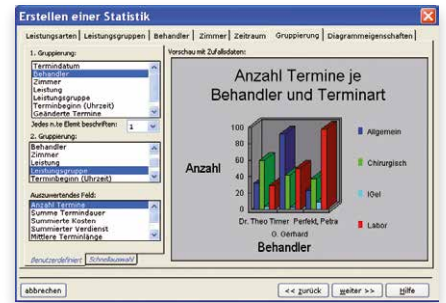 Erstellen einer Statistik
Leistungsarten | Leistungsgruppen | Behandler | Zimmer | Zeitraum | Gruppierung | Diagrammeigenschaften
1. Gruppierung:
Termindatum
Behandler
Zimmer
Leistung
Leistungsgruppe
Terminbeginn (Uhrzeit)
Geänderte Termine
Jedes n.te Elemt beschriften: 1
2. Gruppierung:
Behandler
Zimmer
Leistung
Leistungsgruppe
Terminbeginn (Uhrzeit)
Auszuwertendes Feld:
Anzahl Termine
Summe Termindauer
Summierte Kosten
Summierter Verdienst
Mittlere Terminlänge
Benutzerdefiniert Schnellauswahl
Vorschau mit Zufallsdaten:
Anzahl Termine je
Behandler und Terminart
Anzahl
100
80
60
40
20
0
Dr. Theo Timer Perfekt, Petra
O. Gerhard
Behandler
Allgemein
Chirurgisch
IGel
Labor
abbrechen
<< zurück
weiter >>
Hilfe